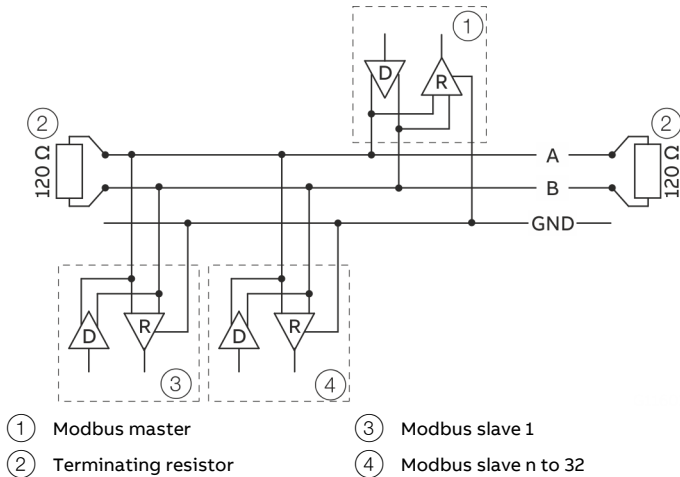 1
D
R
2
120 Ω
2
120 Ω
A
B
GND
D
R
3
D
R
4
1 Modbus master
3 Modbus slave 1
2 Terminating resistor
4 Modbus slave n to 32